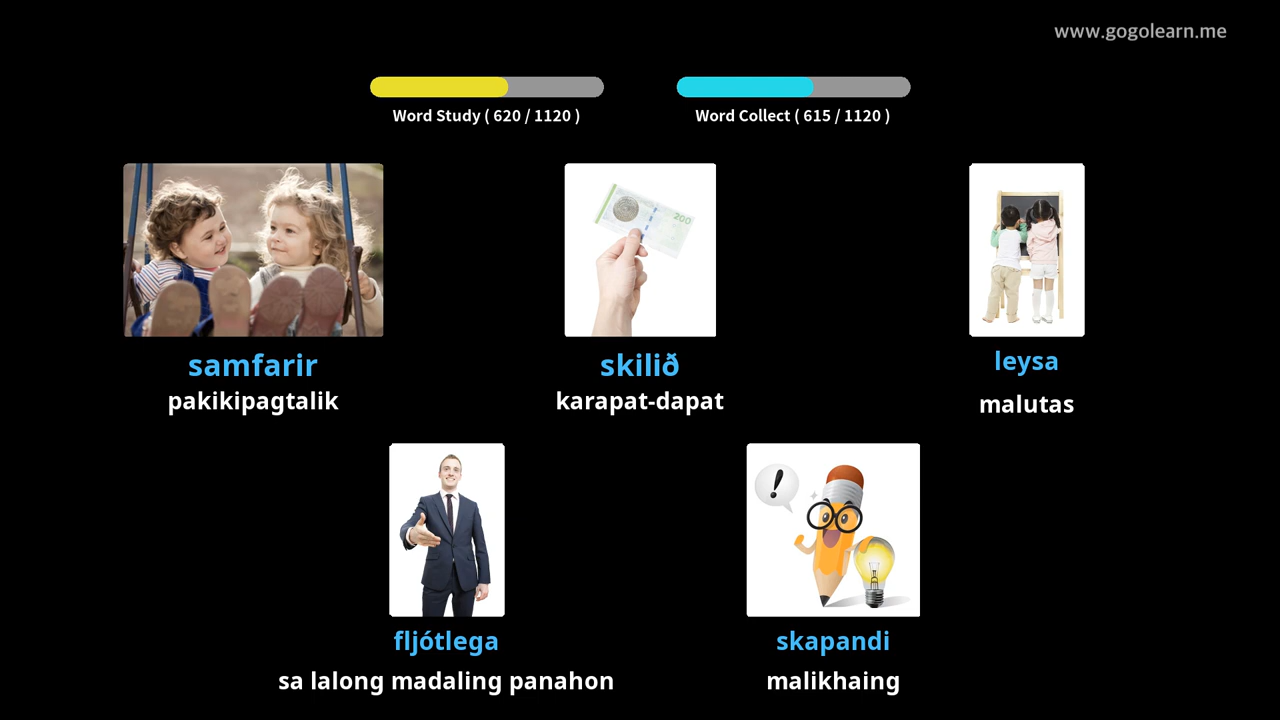 www.gogolearn.me
Word Study ( 620 / 1120 )
Word Collect ( 615 / 1120 )
200
samfarir
skilið
leysa
pakikipagtalik
karapat-dapat
malutas
!
fljótlega
skapandi
sa lalong madaling panahon
malikhaing